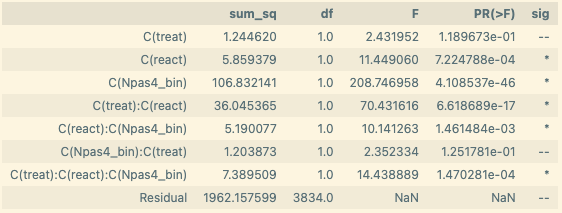 sum_sq df F PR(>F) sig
C(treat) 1.244620 1.0 2.431952 1.189673e-01 --
C(react) 5.859379 1.0 11.449060 7.224788e-04 *
C(Npas4_bin) 106.832141 1.0 208.746958 4.108537e-46 *
C(treat):C(react) 36.045365 1.0 70.431616 6.618689e-17 *
C(react):C(Npas4_bin) 5.190077 1.0 10.141263 1.461484e-03 *
C(Npas4_bin):C(treat) 1.203873 1.0 2.352334 1.251781e-01 --
C(treat):C(react):C(Npas4_bin) 7.389509 1.0 14.438889 1.470281e-04 *
Residual 1962.157599 3834.0 NaN NaN --